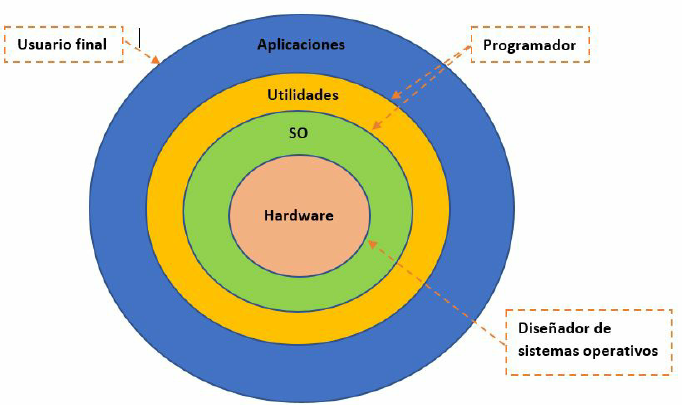 Usuario final
Aplicaciones
Programador
Utilidades
SO
Hardware
Diseñador de
sistemas operativos